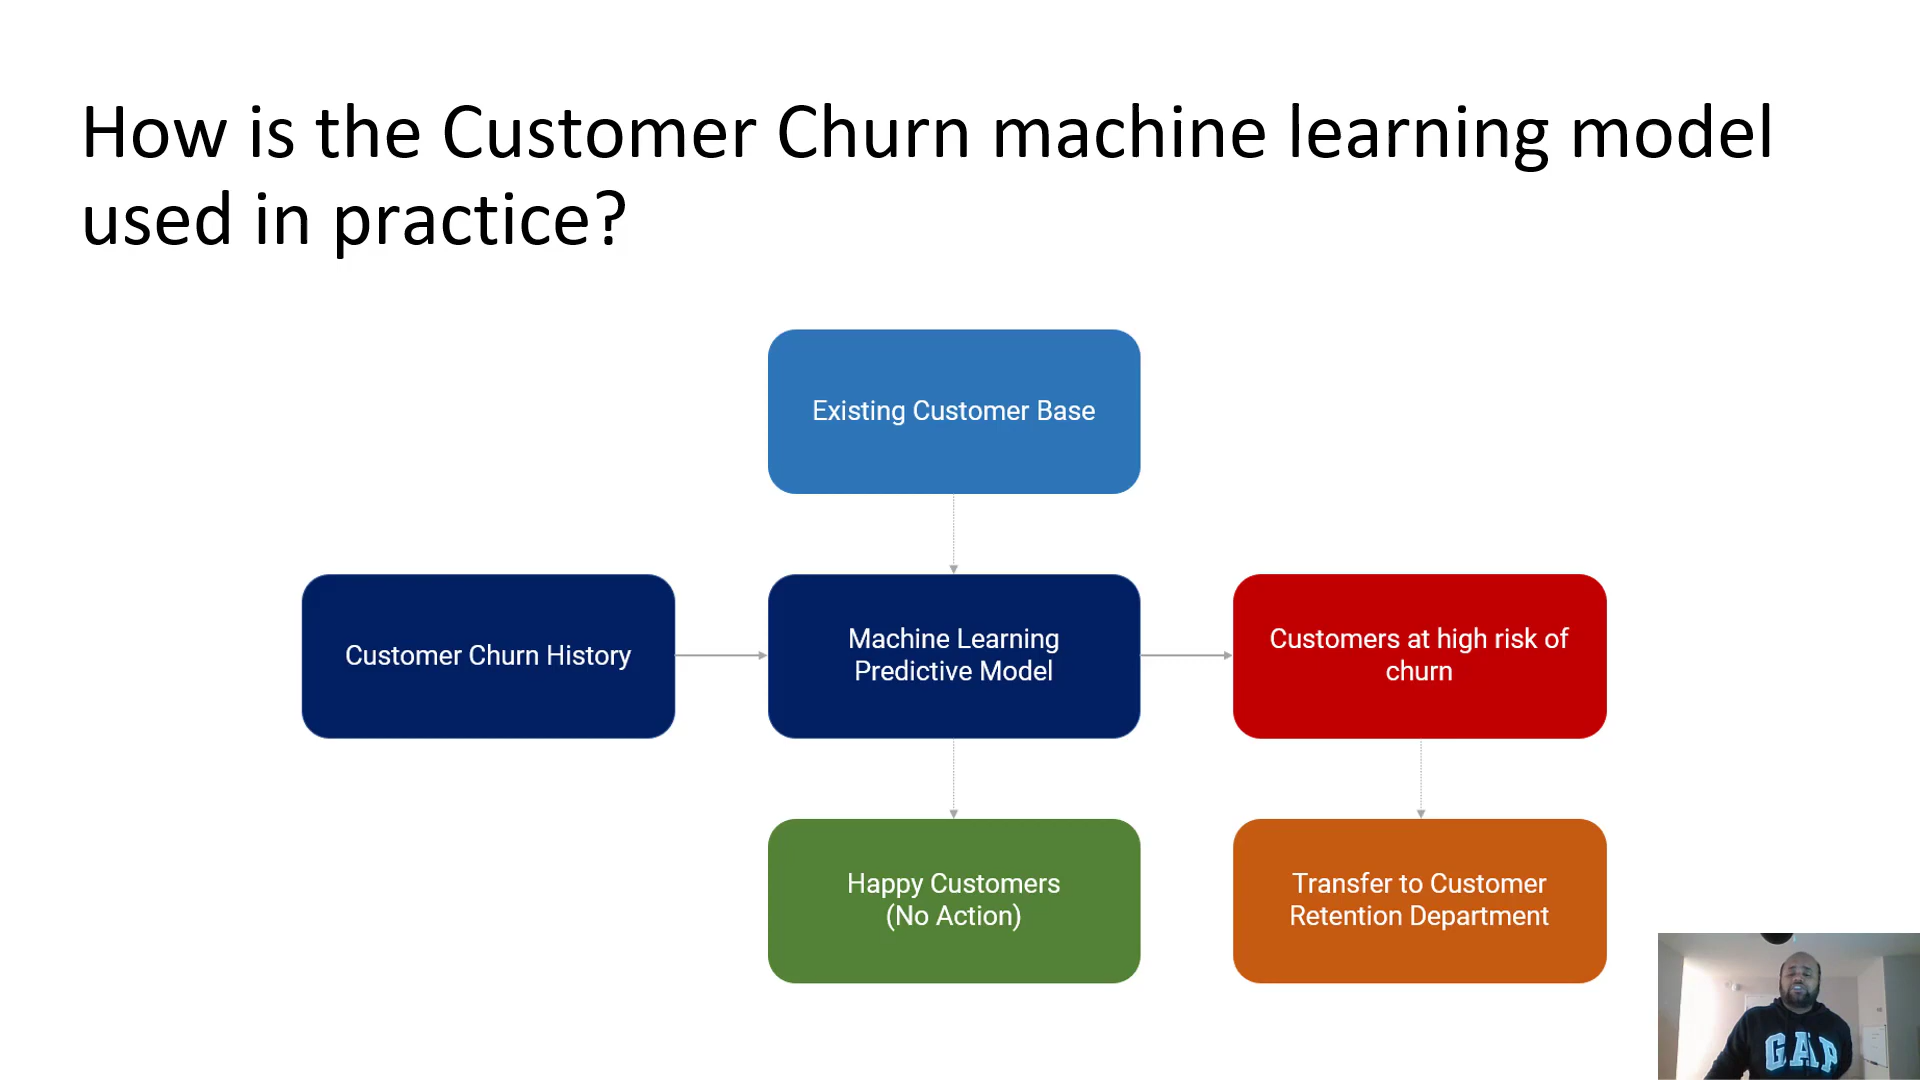 How is the Customer Churn machine learning model
used in practice?
Existing Customer Base
Customer Churn History
Machine Learning
Predictive Model
Customers at high risk of
churn
Happy Customers
(No Action)
Transfer to Customer
Retention Department
GAP